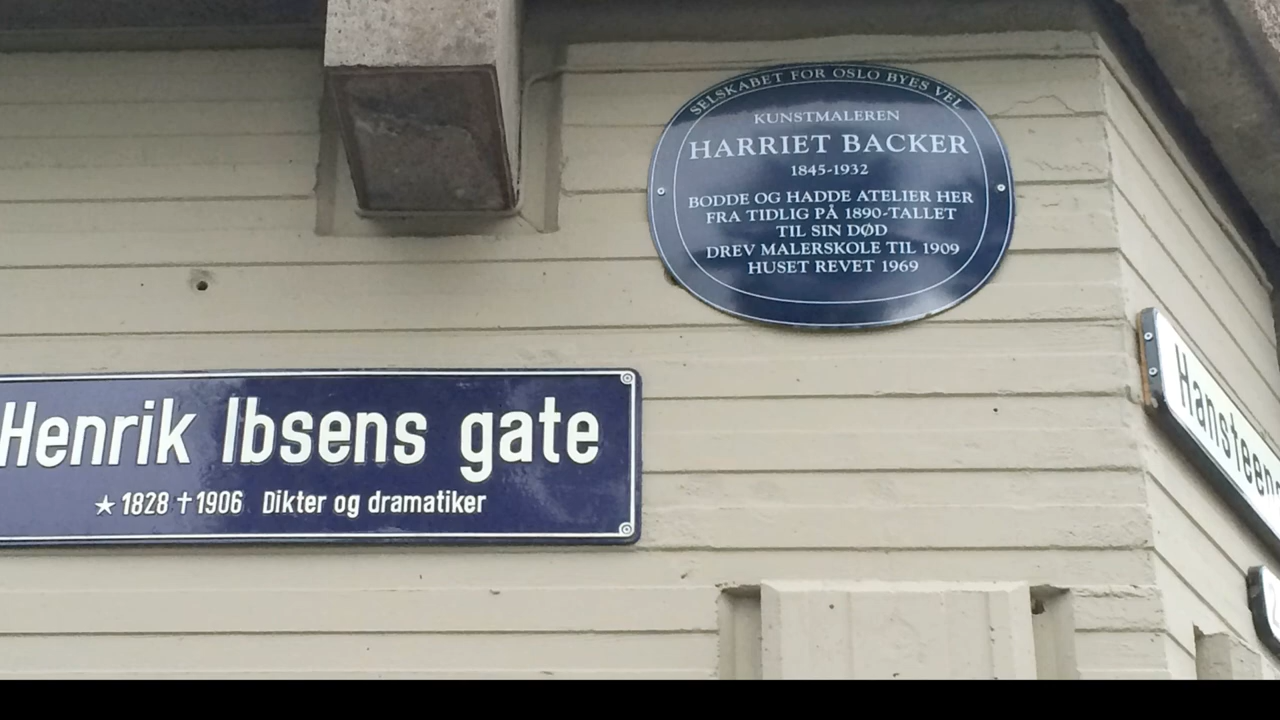 SELSKABET FOR OSLO BYES VEL
KUNSTMALEREN
HARRIET BACKER
1845-1932
BODDE OG HADDE ATELIER HER
FRA TIDLIG PÅ 1890-TALLET
TIL SIN DØD
DREV MALERSKOLE TIL 1909
HUSET REVET 1969
Henrik Ibsens gate
★ 1828 † 1906 Dikter og dramatiker
Hansteens